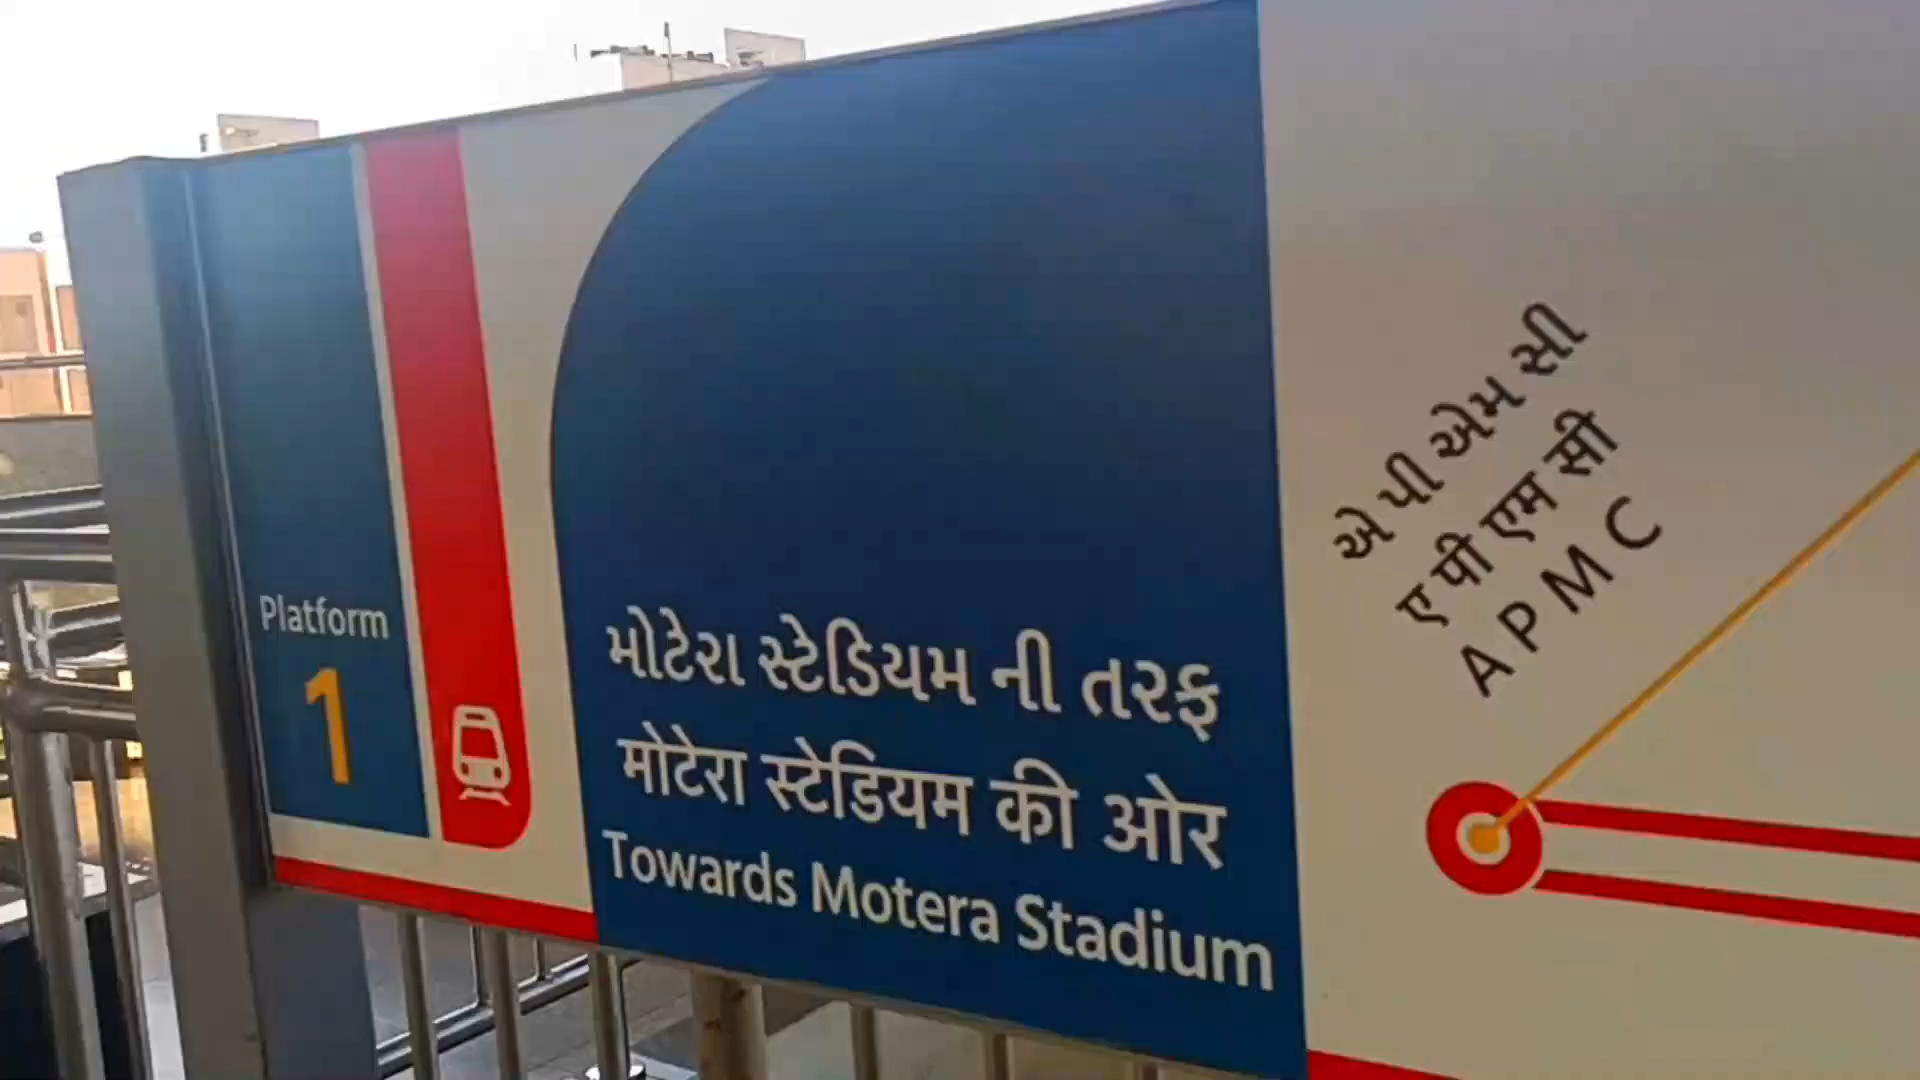 Platform
1
મોટેરા સ્ટેડિયમ ની તરફ
मोटेरा स्टेडियम की ओर
Towards Motera Stadium
એ પી એમ સી
ए पी एम सी
A P M C